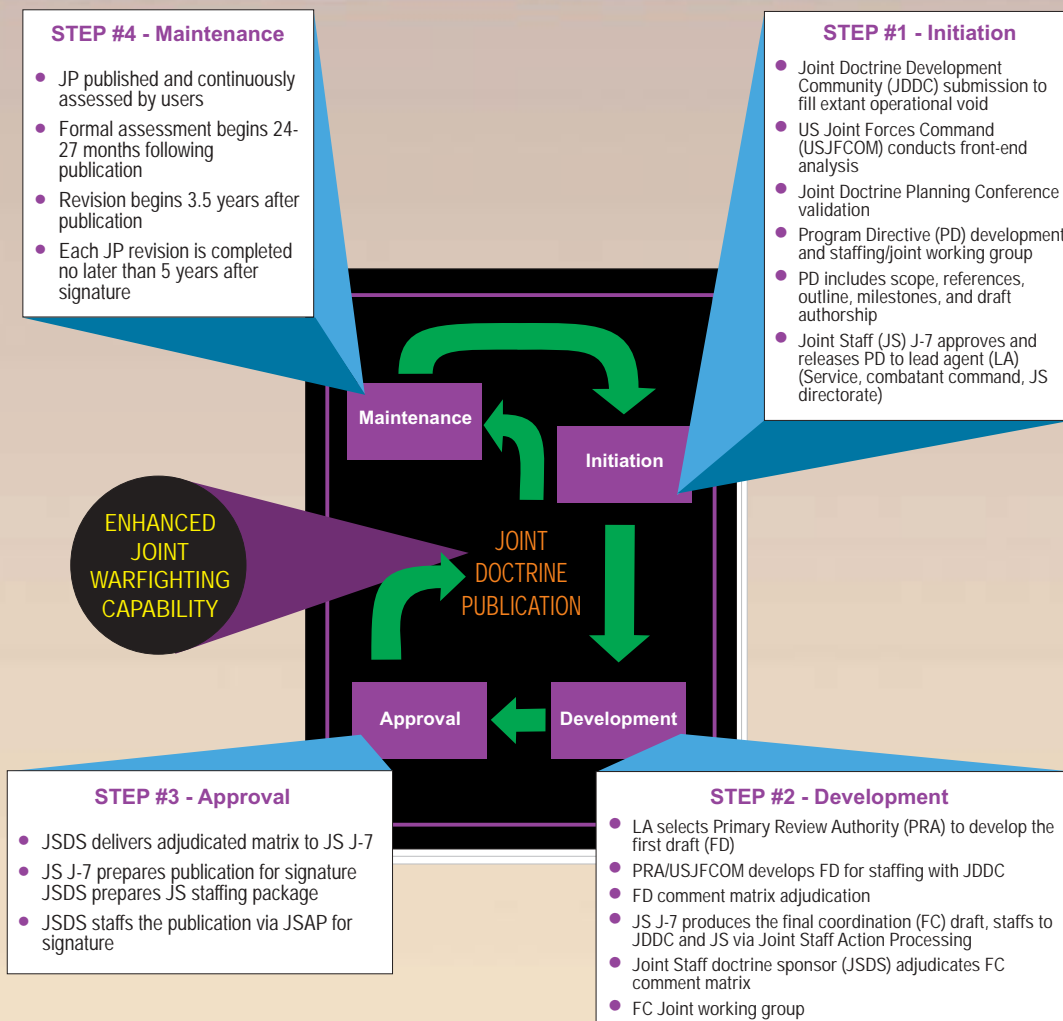 STEP #4 - Maintenance
JP published and continuously
assessed by users
Formal assessment begins 24-
27 months following
publication
Revision begins 3.5 years after
publication
Each JP revision is completed
no later than 5 years after
signature
STEP #1 - Initiation
Joint Doctrine Development
Community (JDDC) submission to
fill extant operational void
US Joint Forces Command
(USJFCOM) conducts front-end
analysis
Joint Doctrine Planning Conference
validation
Program Directive (PD) development
and staffing/joint working group
PD includes scope, references,
outline, milestones, and draft
authorship
Joint Staff (JS) J-7 approves and
releases PD to lead agent (LA)
(Service, combatant command, JS
directorate)
Maintenance
Initiation
ENHANCED
JOINT
WARFIGHTING
CAPABILITY
JOINT
DOCTRINE
PUBLICATION
Approval
Development
STEP #3 - Approval
JSDS delivers adjudicated matrix to JS J-7
JS J-7 prepares publication for signature
JSDS prepares JS staffing package
JSDS staffs the publication via JSAP for
signature
STEP #2 - Development
LA selects Primary Review Authority (PRA) to develop the
first draft (FD)
PRA/USJFCOM develops FD for staffing with JDDC
FD comment matrix adjudication
JS J-7 produces the final coordination (FC) draft, staffs to
JDDC and JS via Joint Staff Action Processing
Joint Staff doctrine sponsor (JSDS) adjudicates FC
comment matrix
FC Joint working group